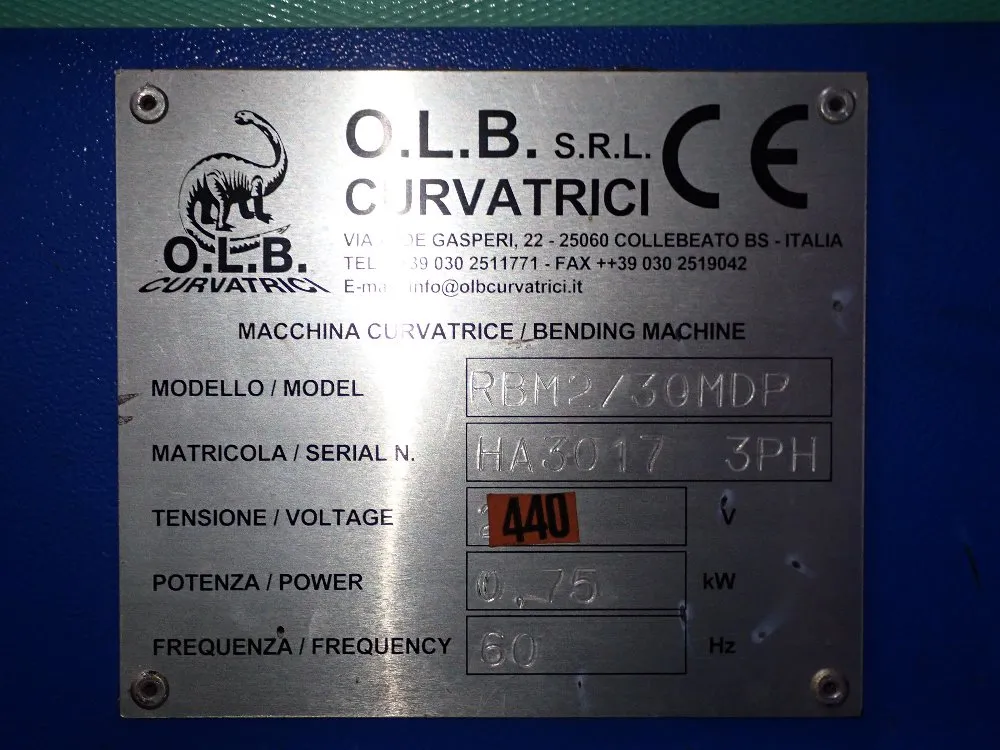 O.L.B. S.R.L. CE
CURVATRICI
VIA DE GASPERI, 22 - 25060 COLLEBEATO BS - ITALIA
TEL 39 030 2511771 - FAX ++39 030 2519042
info@olbcurvatrici.it
O.L.B.
CURVATRICI
MACCHINA CURVATRICE / BENDING MACHINE
MODELLO / MODEL RBM2/30MDP
MATRICOLA / SERIAL N. HA3017 3PH
TENSIONE / VOLTAGE 440 V
POTENZA / POWER 0,75 kW
FREQUENZA / FREQUENCY 60 Hz